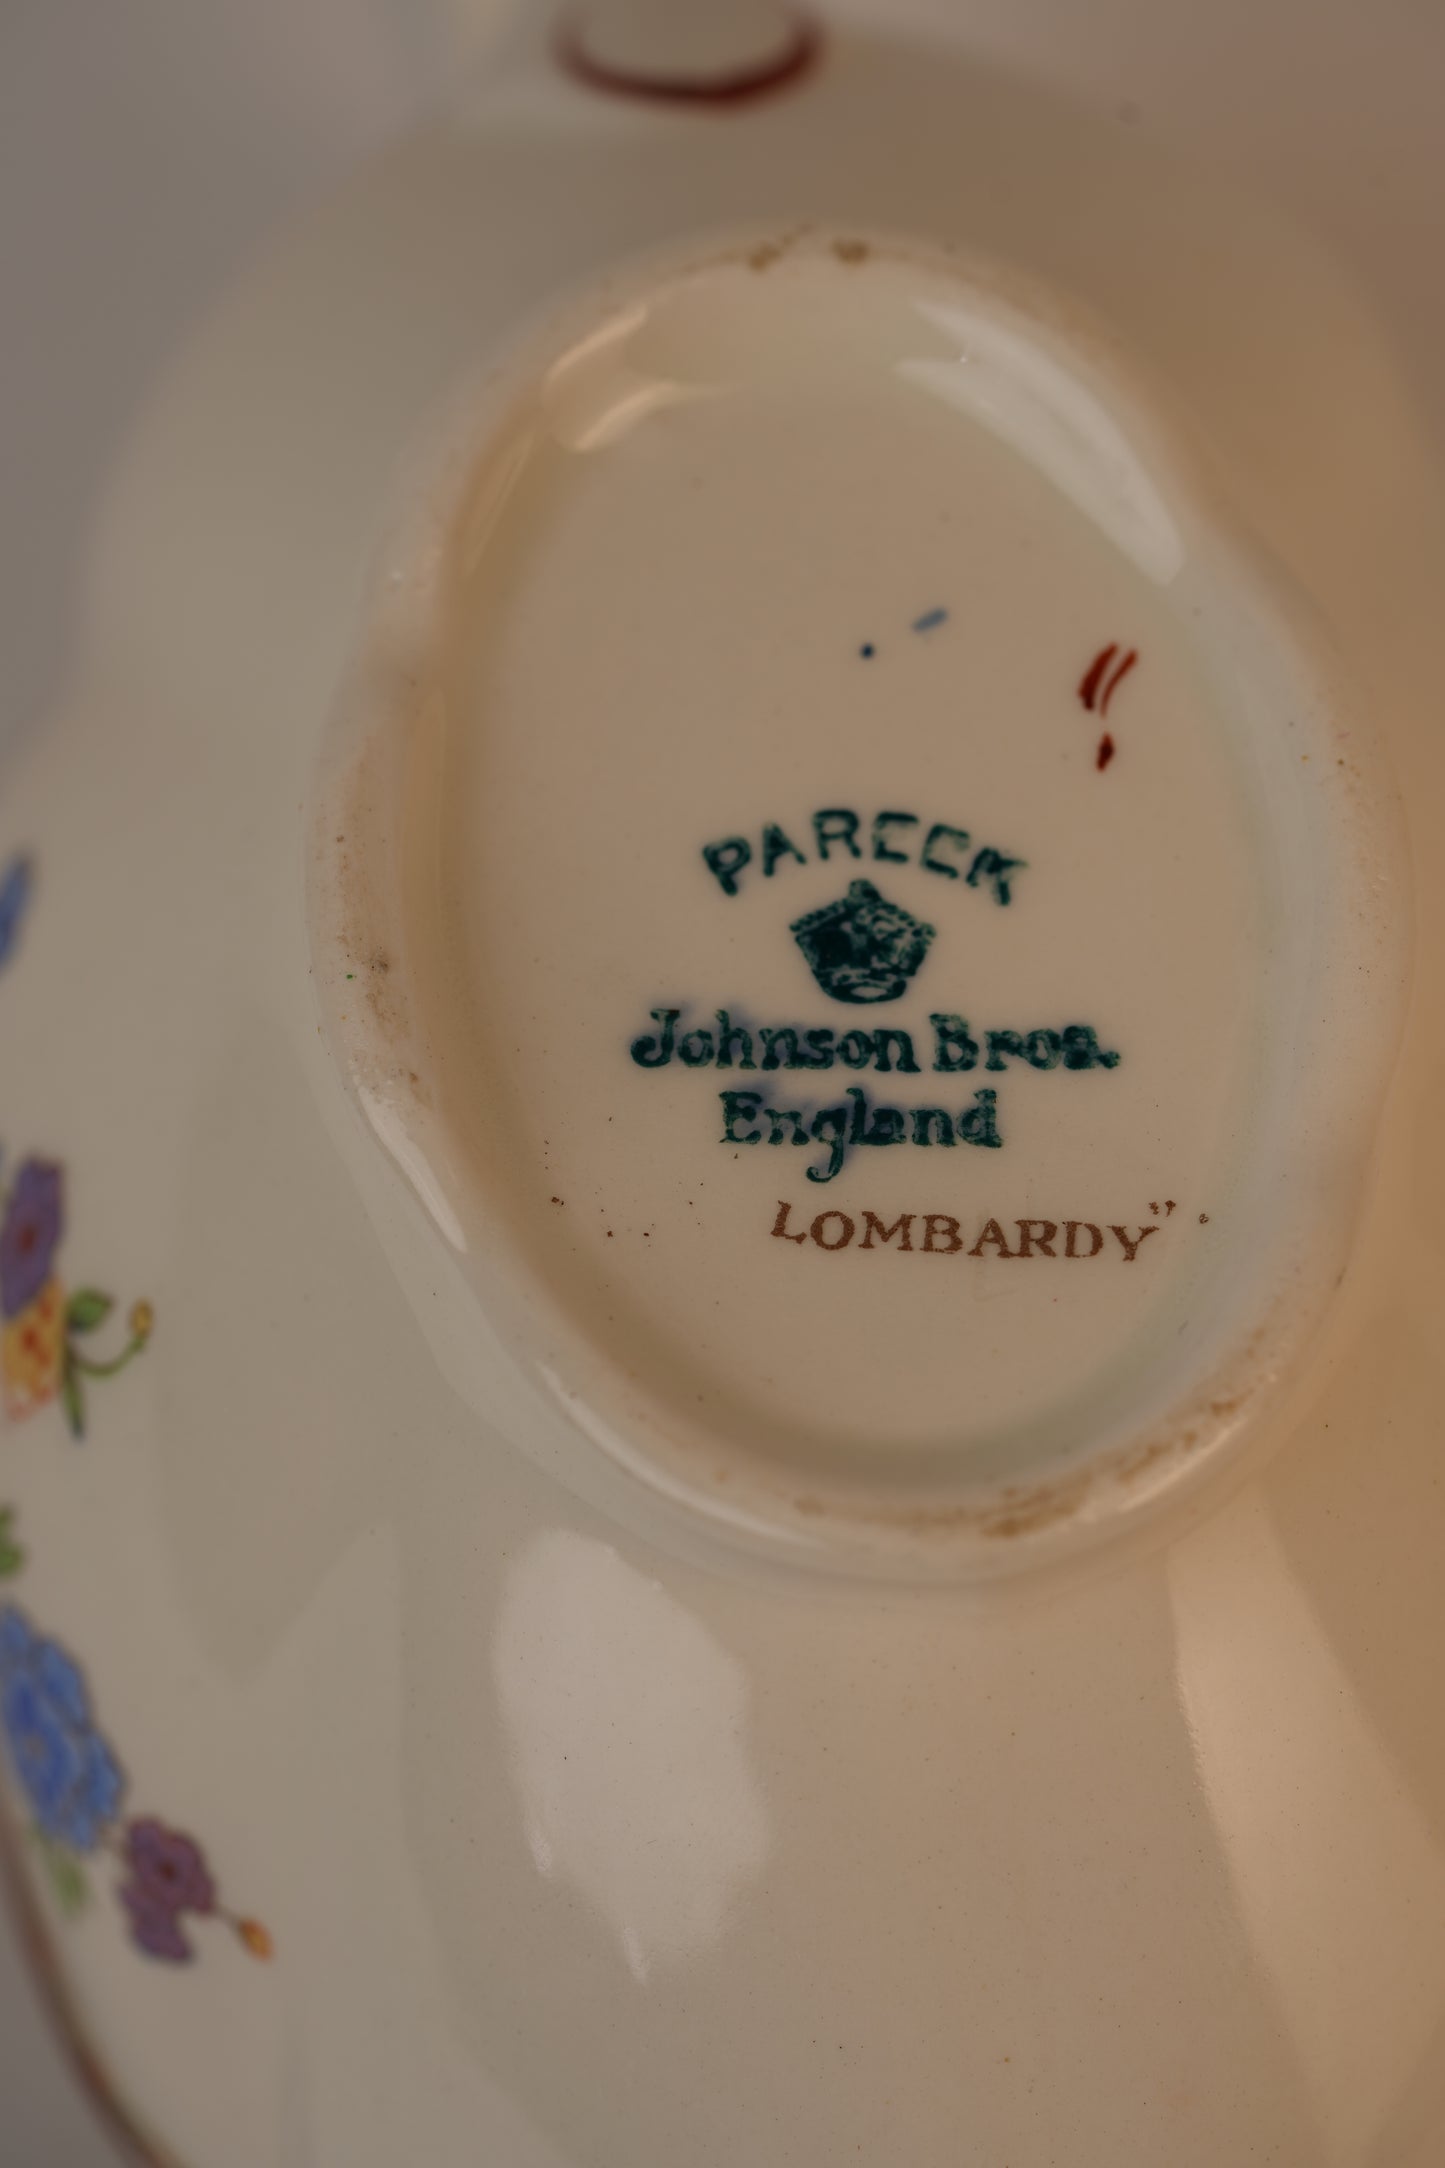 PAREEK
Johnson Bros.
England
LOMBARDY"